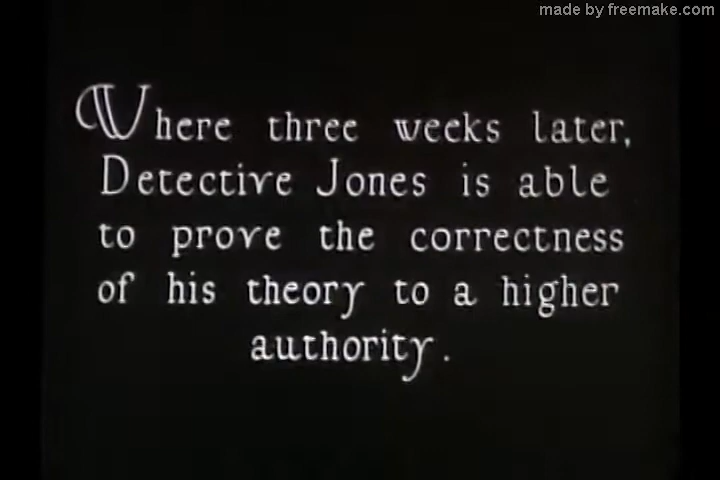 made by freemake.com
Where three weeks later,
Detective Jones is able
to prove the correctness
of his theory to a higher
authority.